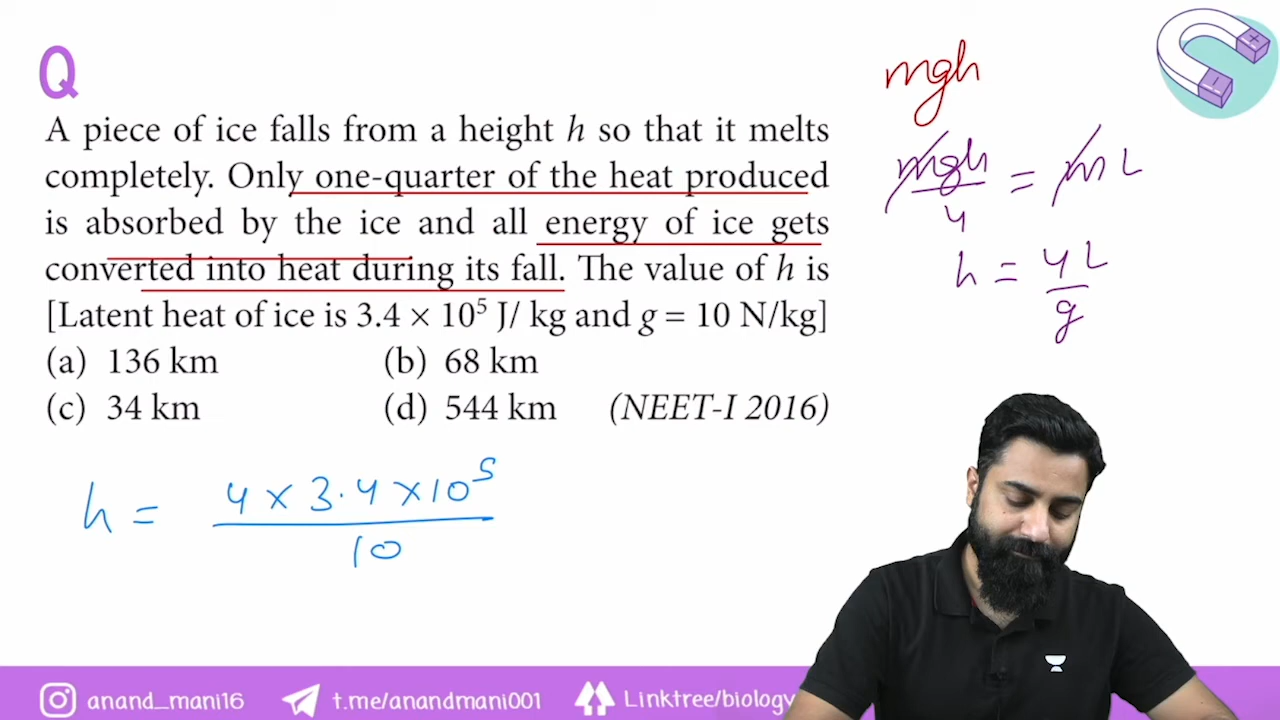 Q
A piece of ice falls from a height h so that it melts
completely. Only one-quarter of the heat produced
is absorbed by the ice and all energy of ice gets
converted into heat during its fall. The value of h is
[Latent heat of ice is 3.4 × 10⁵ J/ kg and g = 10 N/kg]
(a) 136 km (b) 68 km
(c) 34 km (d) 544 km (NEET-I 2016)
mgh
mgh/4 = mL
h = 4L/g
h = 4 × 3.4 × 10⁵
10
+
-
anand_mani16 t.me/anandmani001 Linktree/biology